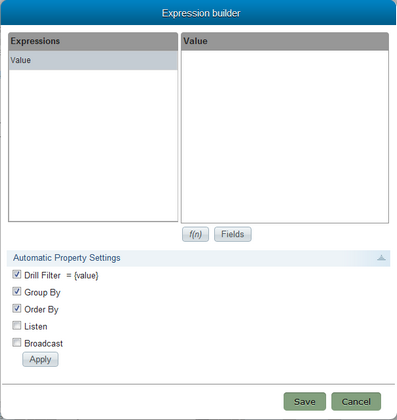 Expression builder
Expressions
Value
Value
f(n)
Fields
Automatic Property Settings
Drill Filter = {value}
Group By
Order By
Listen
Broadcast
Apply
Save
Cancel